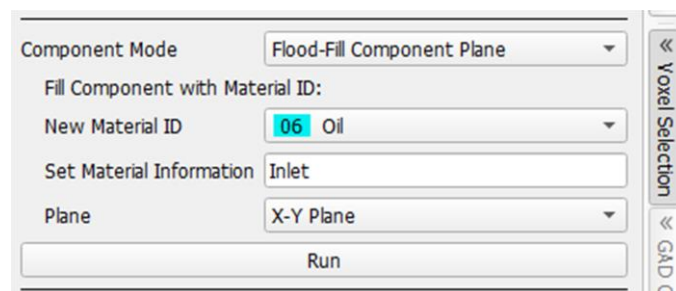 Component Mode Flood-Fill Component Plane
Fill Component with Material ID:
New Material ID 06 Oil
Set Material Information Inlet
Plane X-Y Plane
Run
« Voxel Selection
« GAD